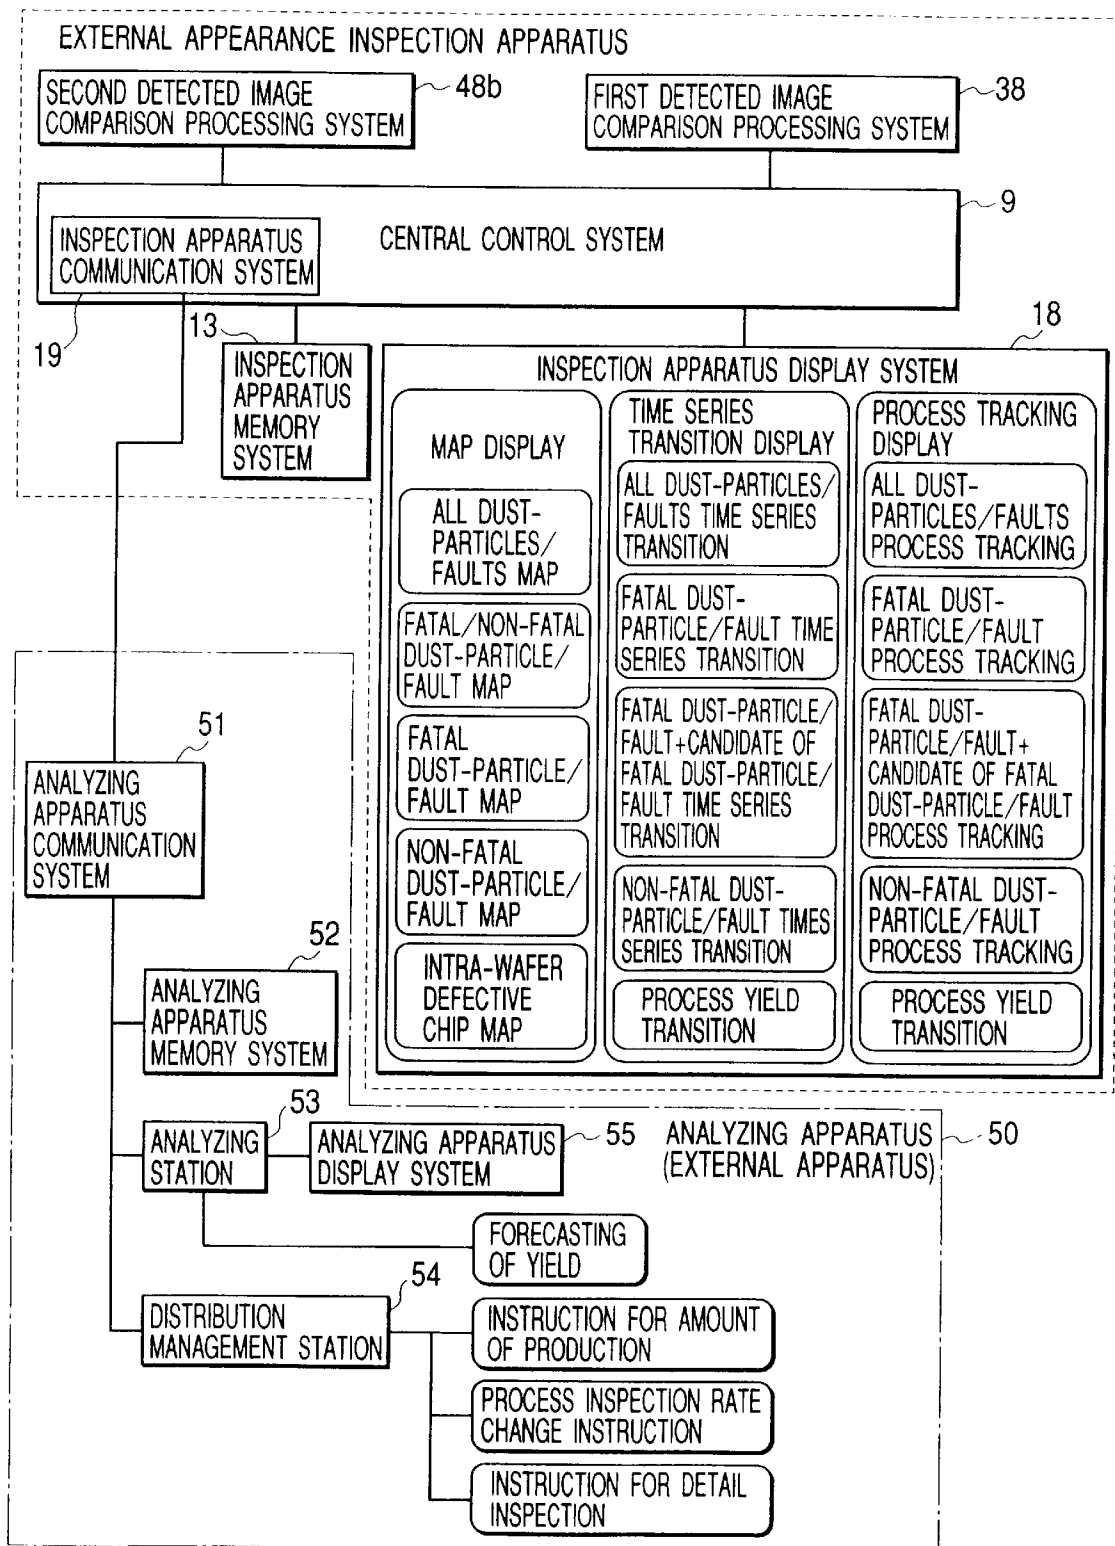 EXTERNAL APPEARANCE INSPECTION APPARATUS
SECOND DETECTED IMAGE
COMPARISON PROCESSING SYSTEM
48b
FIRST DETECTED IMAGE
COMPARISON PROCESSING SYSTEM
38
9
CENTRAL CONTROL SYSTEM
INSPECTION APPARATUS
COMMUNICATION SYSTEM
19
13
INSPECTION
APPARATUS
MEMORY
SYSTEM
18
INSPECTION APPARATUS DISPLAY SYSTEM
MAP DISPLAY
ALL DUST-
PARTICLES/
FAULTS MAP
FATAL/NON-FATAL
DUST-PARTICLE/
FAULT MAP
FATAL
DUST-PARTICLE/
FAULT MAP
NON-FATAL
DUST-PARTICLE/
FAULT MAP
INTRA-WAFER
DEFECTIVE
CHIP MAP
TIME SERIES
TRANSITION DISPLAY
ALL DUST-PARTICLES/
FAULTS TIME SERIES
TRANSITION
FATAL DUST-
PARTICLE/FAULT TIME
SERIES TRANSITION
FATAL DUST-PARTICLE/
FAULT+CANDIDATE OF
FATAL DUST-PARTICLE/
FAULT TIME SERIES
TRANSITION
NON-FATAL DUST-
PARTICLE/FAULT TIMES
SERIES TRANSITION
PROCESS YIELD
TRANSITION
PROCESS TRACKING
DISPLAY
ALL DUST-
PARTICLES/FAULTS
PROCESS TRACKING
FATAL DUST-
PARTICLE/FAULT
PROCESS TRACKING
FATAL DUST-
PARTICLE/FAULT+
CANDIDATE OF FATAL
DUST-PARTICLE/FAULT
PROCESS TRACKING
NON-FATAL DUST-
PARTICLE/FAULT
PROCESS TRACKING
PROCESS YIELD
TRANSITION
51
ANALYZING
APPARATUS
COMMUNICATION
SYSTEM
52
ANALYZING
APPARATUS
MEMORY SYSTEM
53
ANALYZING
STATION
ANALYZING APPARATUS
DISPLAY SYSTEM
55
ANALYZING APPARATUS
(EXTERNAL APPARATUS)
50
FORECASTING
OF YIELD
54
DISTRIBUTION
MANAGEMENT STATION
INSTRUCTION FOR AMOUNT
OF PRODUCTION
PROCESS INSPECTION RATE
CHANGE INSTRUCTION
INSTRUCTION FOR DETAIL
INSPECTION